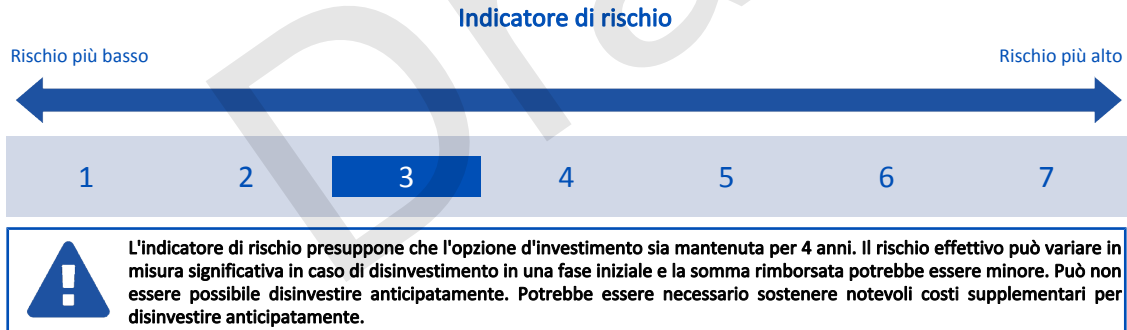 Indicatore di rischio
Rischio più basso
Rischio più alto
1 2 3 4 5 6 7
L'indicatore di rischio presuppone che l'opzione d'investimento sia mantenuta per 4 anni. Il rischio effettivo può variare in
misura significativa in caso di disinvestimento in una fase iniziale e la somma rimborsata potrebbe essere minore. Può non
essere possibile disinvestire anticipatamente. Potrebbe essere necessario sostenere notevoli costi supplementari per
disinvestire anticipatamente.